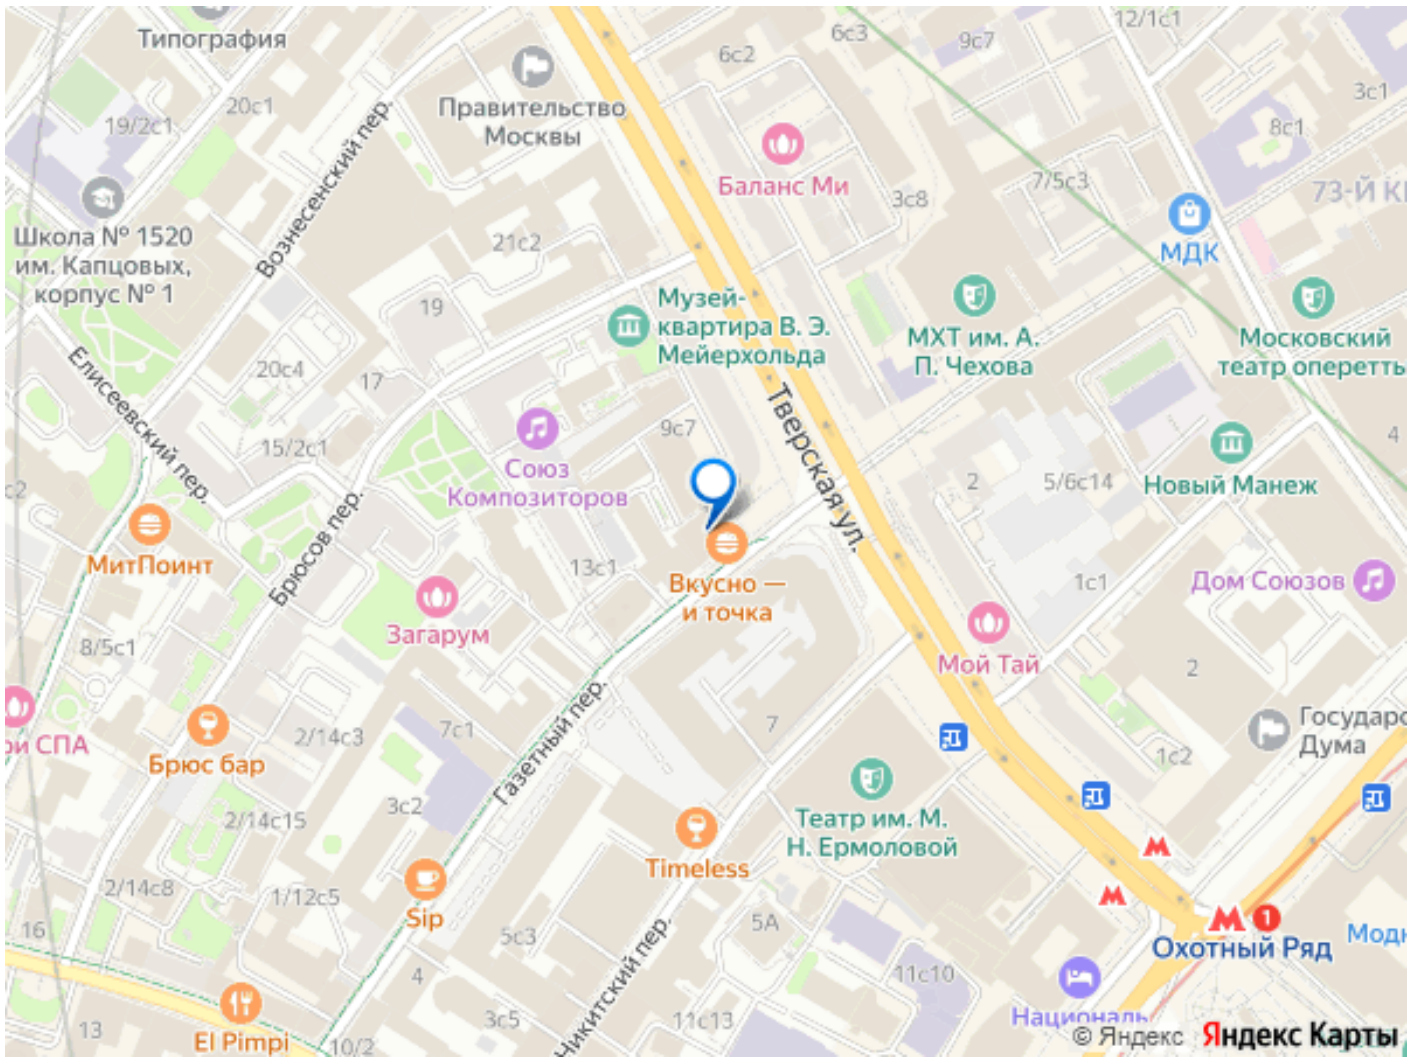 Типография
20с1
19/2с1
Вознесенский пер.
Правительство
Москвы
6с2
6с3
9с7
12/1с1
3с1
8с1
7/5с3
3с8
Баланс Ми
73-Й
МДК
Школа № 1520
им. Капцовых,
корпус № 1
21с2
19
Музей-
квартира В. Э.
Мейерхольда
МХТ им. А.
П. Чехова
Московский
театр оперетты
Елисеевский пер.
20с4
17
15/2с1
Тверская ул.
9с7
Союз
Композиторов
2
5/6с14
Новый Манеж
4
с2
МитПоинт
Брюсов пер.
13с1
Вкусно —
и точка
1с1
Дом Союзов
Загарум
8/5с1
Мой Тай
2
СПА
Брюс бар
2/14с3
7с1
Газетный пер.
7
Государс
Дума
1с2
3с2
2/14с15
Театр им. М.
Н. Ермоловой
Timeless
2/14с8
1/12с5
Sip
16
5с3
5А
Охотный Ряд
1
Модн
4
11с10
Националь
Никитский пер.
El Pimpi
13
10/2
3с5
11с13
© Яндекс Яндекс Карты